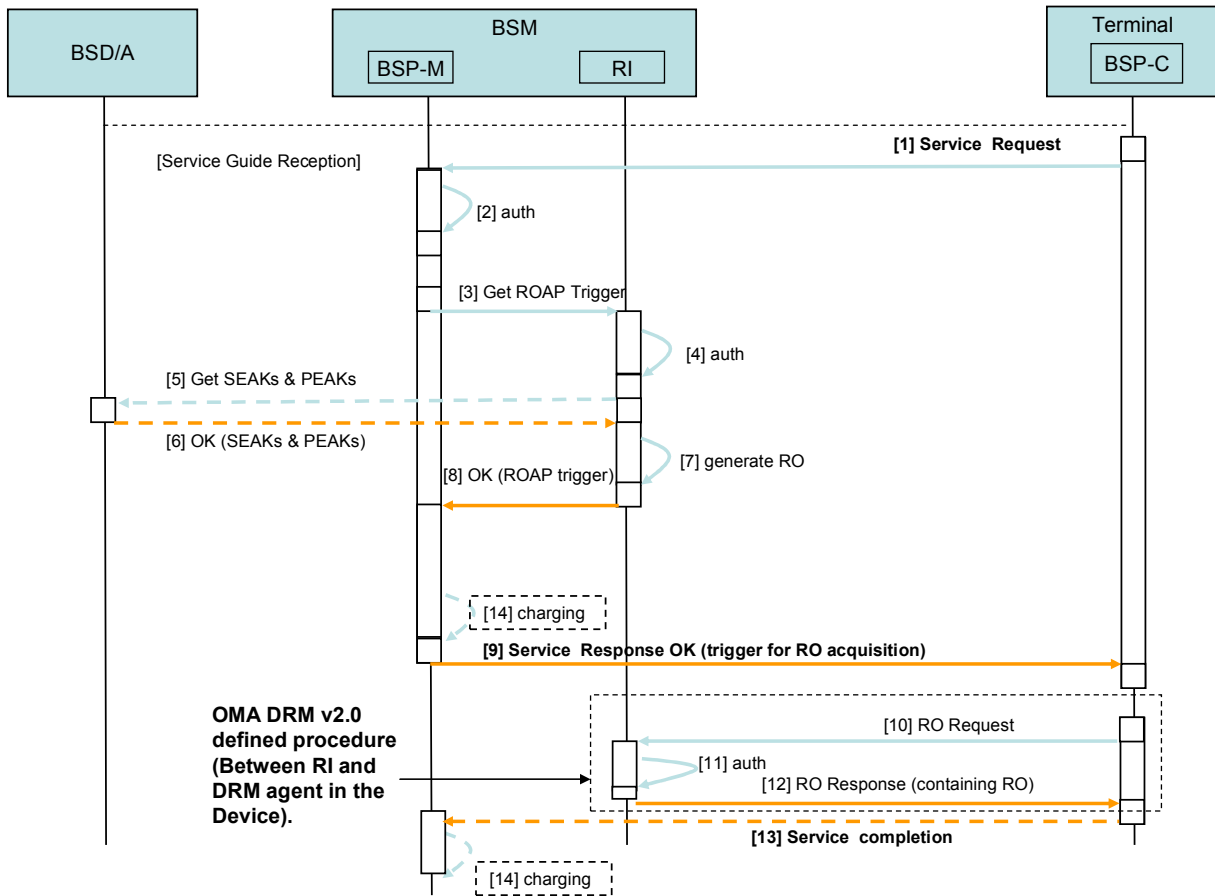 BSD/A
BSM
BSP-M
RI
Terminal
BSP-C
[1] Service Request
[Service Guide Reception]
[2] auth
[3] Get ROAP Trigger
[4] auth
[5] Get SEAKs & PEAKs
[6] OK (SEAKs & PEAKs)
[7] generate RO
[8] OK (ROAP trigger)
[14] charging
[9] Service Response OK (trigger for RO acquisition)
OMA DRM v2.0
defined procedure
(Between RI and
DRM agent in the
Device).
[10] RO Request
[11] auth
[12] RO Response (containing RO)
[13] Service completion
[14] charging